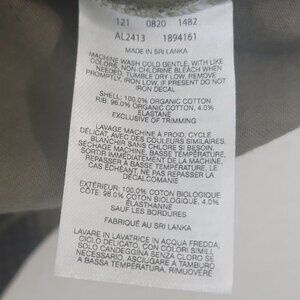 121 0820 1482
AL2413 1894161
MADE IN SRI LANKA
MACHINE WASH COLD GENTLE, WITH LIKE
COLORS, NON-CHLORINE BLEACH WHEN
NEEDED, TUMBLE DRY LOW, REMOVE
PROMPTLY, IRON LOW, IF PRESENT DO NOT
IRON DECAL
SHELL: 100.0% ORGANIC COTTON
RIB: 96.0% ORGANIC COTTON, 4.0%
ELASTANE
EXCLUSIVE OF TRIMMING
LAVAGE MACHINE À FROID, CYCLE
DÉLICAT, AVEC DES COULEURS SIMILAIRES,
BLANCHIR SANS CHLORE SI BESOIN,
SÉCHAGE MACHINE BASSE TEMPÉRATURE,
SORTIR IMMÉDIATEMENT DE LA MACHINE,
REPASSER À BASSE TEMPÉRATURE, LE
CAS ÉCHÉANT, NE PAS REPASSER LA
DÉCALCOMANIE
EXTÉRIEUR: 100.0% COTON BIOLOGIQUE
CÔTE: 96.0% COTON BIOLOGIQUE, 4.0%
ÉLASTHANNE
SAUF LES BORDURES
FABRIQUÉ AU SRI LANKA
LAVARE IN LAVATRICE IN ACQUA FREDDA,
CICLO DELICATO, CON COLORI SIMILI,
SOLO CANDEGGINA SENZA CLORO SE
NECESSARIO, ASCIUGARE A TAMBURO
A BASSA TEMPERATURA, RIMUOVERE